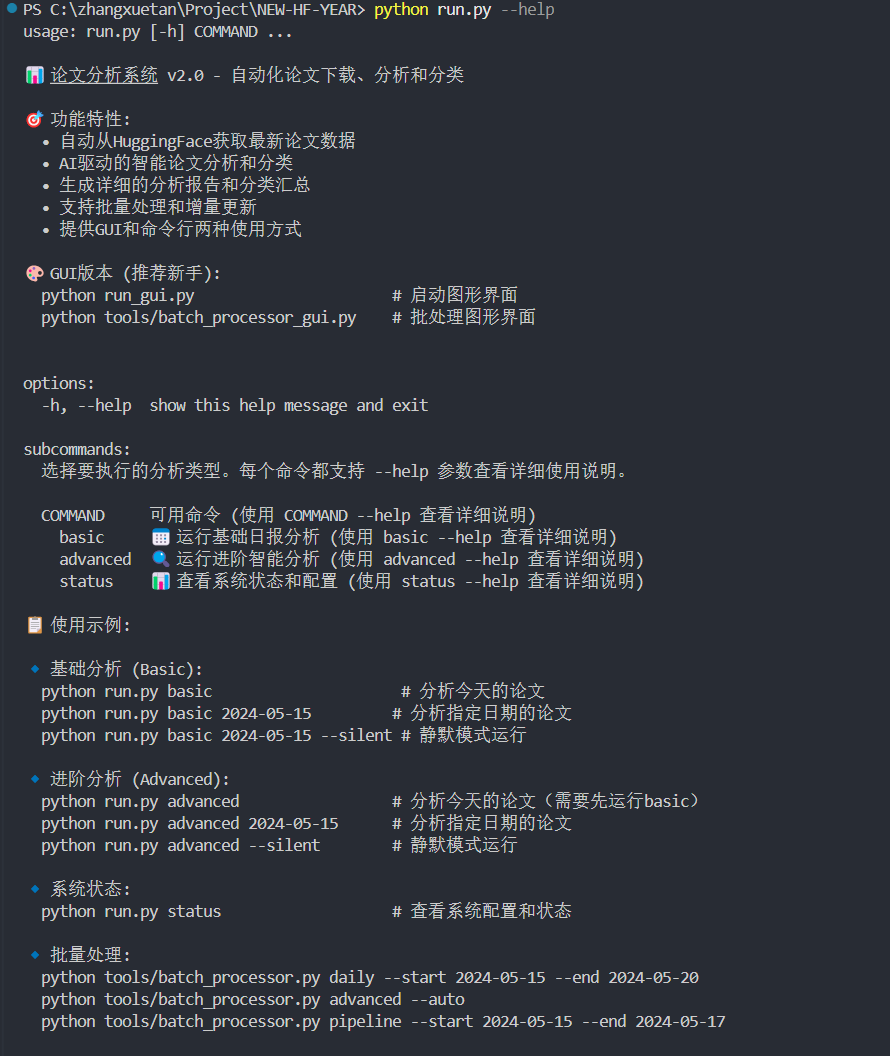 PS C:\zhangxuetan\Project\NEW-HF-YEAR> python run.py --help
usage: run.py [-h] COMMAND ...
📊 论文分析系统 v2.0 - 自动化论文下载、分析和分类
🎯 功能特性:
• 自动从HuggingFace获取最新论文数据
• AI驱动的智能论文分析和分类
• 生成详细的分析报告和分类汇总
• 支持批量处理和增量更新
• 提供GUI和命令行两种使用方式
🎨 GUI版本 (推荐新手):
python run_gui.py # 启动图形界面
python tools/batch_processor_gui.py # 批处理图形界面
options:
-h, --help show this help message and exit
subcommands:
选择要执行的分析类型。每个命令都支持 --help 参数查看详细使用说明。
COMMAND 可用命令 (使用 COMMAND --help 查看详细说明)
basic 📅 运行基础日报分析 (使用 basic --help 查看详细说明)
advanced 🔍 运行进阶智能分析 (使用 advanced --help 查看详细说明)
status 📊 查看系统状态和配置 (使用 status --help 查看详细说明)
📋 使用示例:
🔹 基础分析 (Basic):
python run.py basic # 分析今天的论文
python run.py basic 2024-05-15 # 分析指定日期的论文
python run.py basic 2024-05-15 --silent # 静默模式运行
🔹 进阶分析 (Advanced):
python run.py advanced # 分析今天的论文（需要先运行basic）
python run.py advanced 2024-05-15 # 分析指定日期的论文
python run.py advanced --silent # 静默模式运行
🔹 系统状态:
python run.py status # 查看系统配置和状态
🔹 批量处理:
python tools/batch_processor.py daily --start 2024-05-15 --end 2024-05-20
python tools/batch_processor.py advanced --auto
python tools/batch_processor.py pipeline --start 2024-05-15 --end 2024-05-17